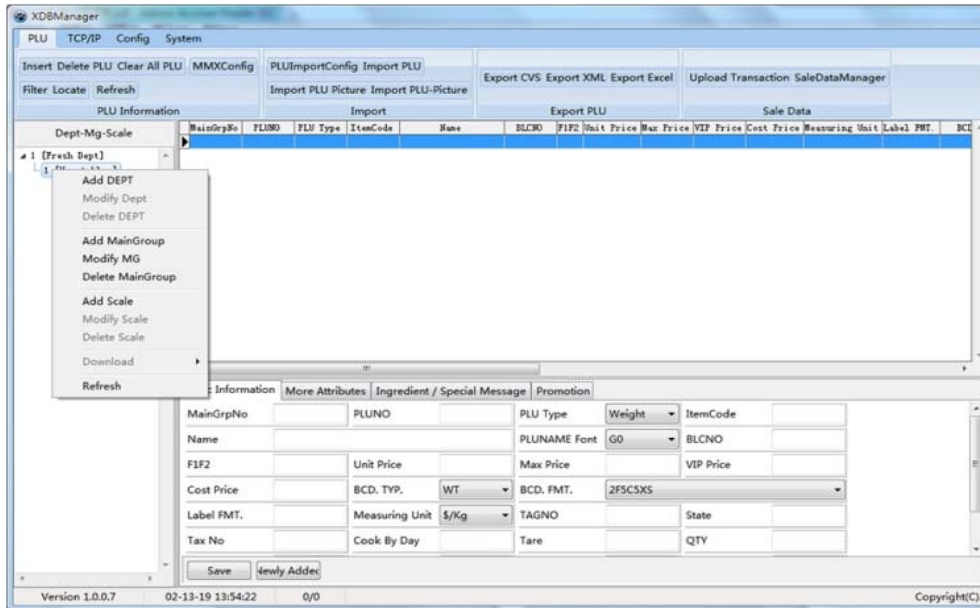 XDBManager
PLU TCP/IP Config System
Insert Delete PLU Clear All PLU MMXConfig PLUImportConfig Import PLU
Export CVS Export XML Export Excel Upload Transaction SaleDataManager
Filter Locate Refresh Import PLU Picture Import PLU-Picture
PLU Information Import Export PLU Sale Data
Dept-Mg-Scale MainGrpNo PLUNO PLU Type ItemCode Name BLCNO F1F2 Unit Price Max Price VIP Price Cost Price Measuring Unit Label FMT. BCD
1 [Fresh Dept]
1
Add DEPT
Modify Dept
Delete DEPT
Add MainGroup
Modify MG
Delete MainGroup
Add Scale
Modify Scale
Delete Scale
Download
Refresh
Information More Attributes Ingredient / Special Message Promotion
MainGrpNo PLUNO PLU Type Weight ItemCode
Name PLUNAME Font G0 BLCNO
F1F2 Unit Price Max Price VIP Price
Cost Price BCD. TYP. WT BCD. FMT. 2F5C5XS
Label FMT. Measuring Unit $/Kg TAGNO State
Tax No Cook By Day Tare QTY
Save Newly Added
Version 1.0.0.7 02-13-19 13:54:22 0/0 Copyright(C)